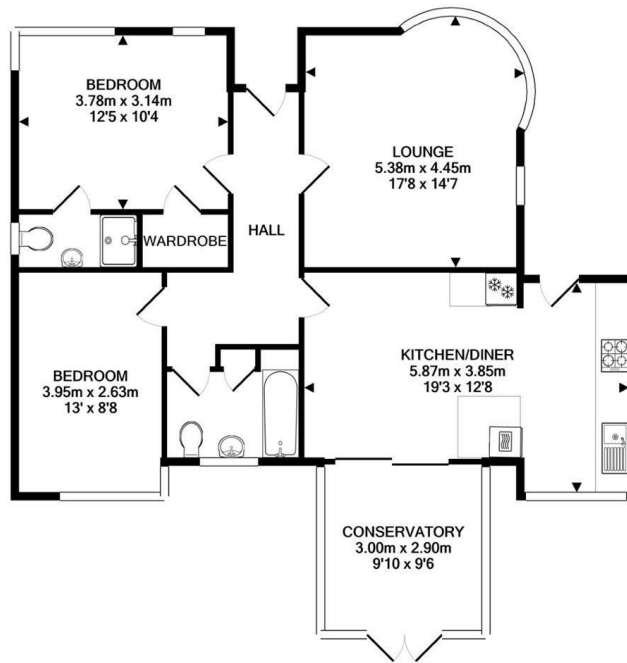 BEDROOM
3.78m x 3.14m
12'5 x 10'4
LOUNGE
5.38m x 4.45m
17'8 x 14'7
WARDROBE
HALL
BEDROOM
3.95m x 2.63m
13' x 8'8
KITCHEN/DINER
5.87m x 3.85m
19'3 x 12'8
CONSERVATORY
3.00m x 2.90m
9'10 x 9'6